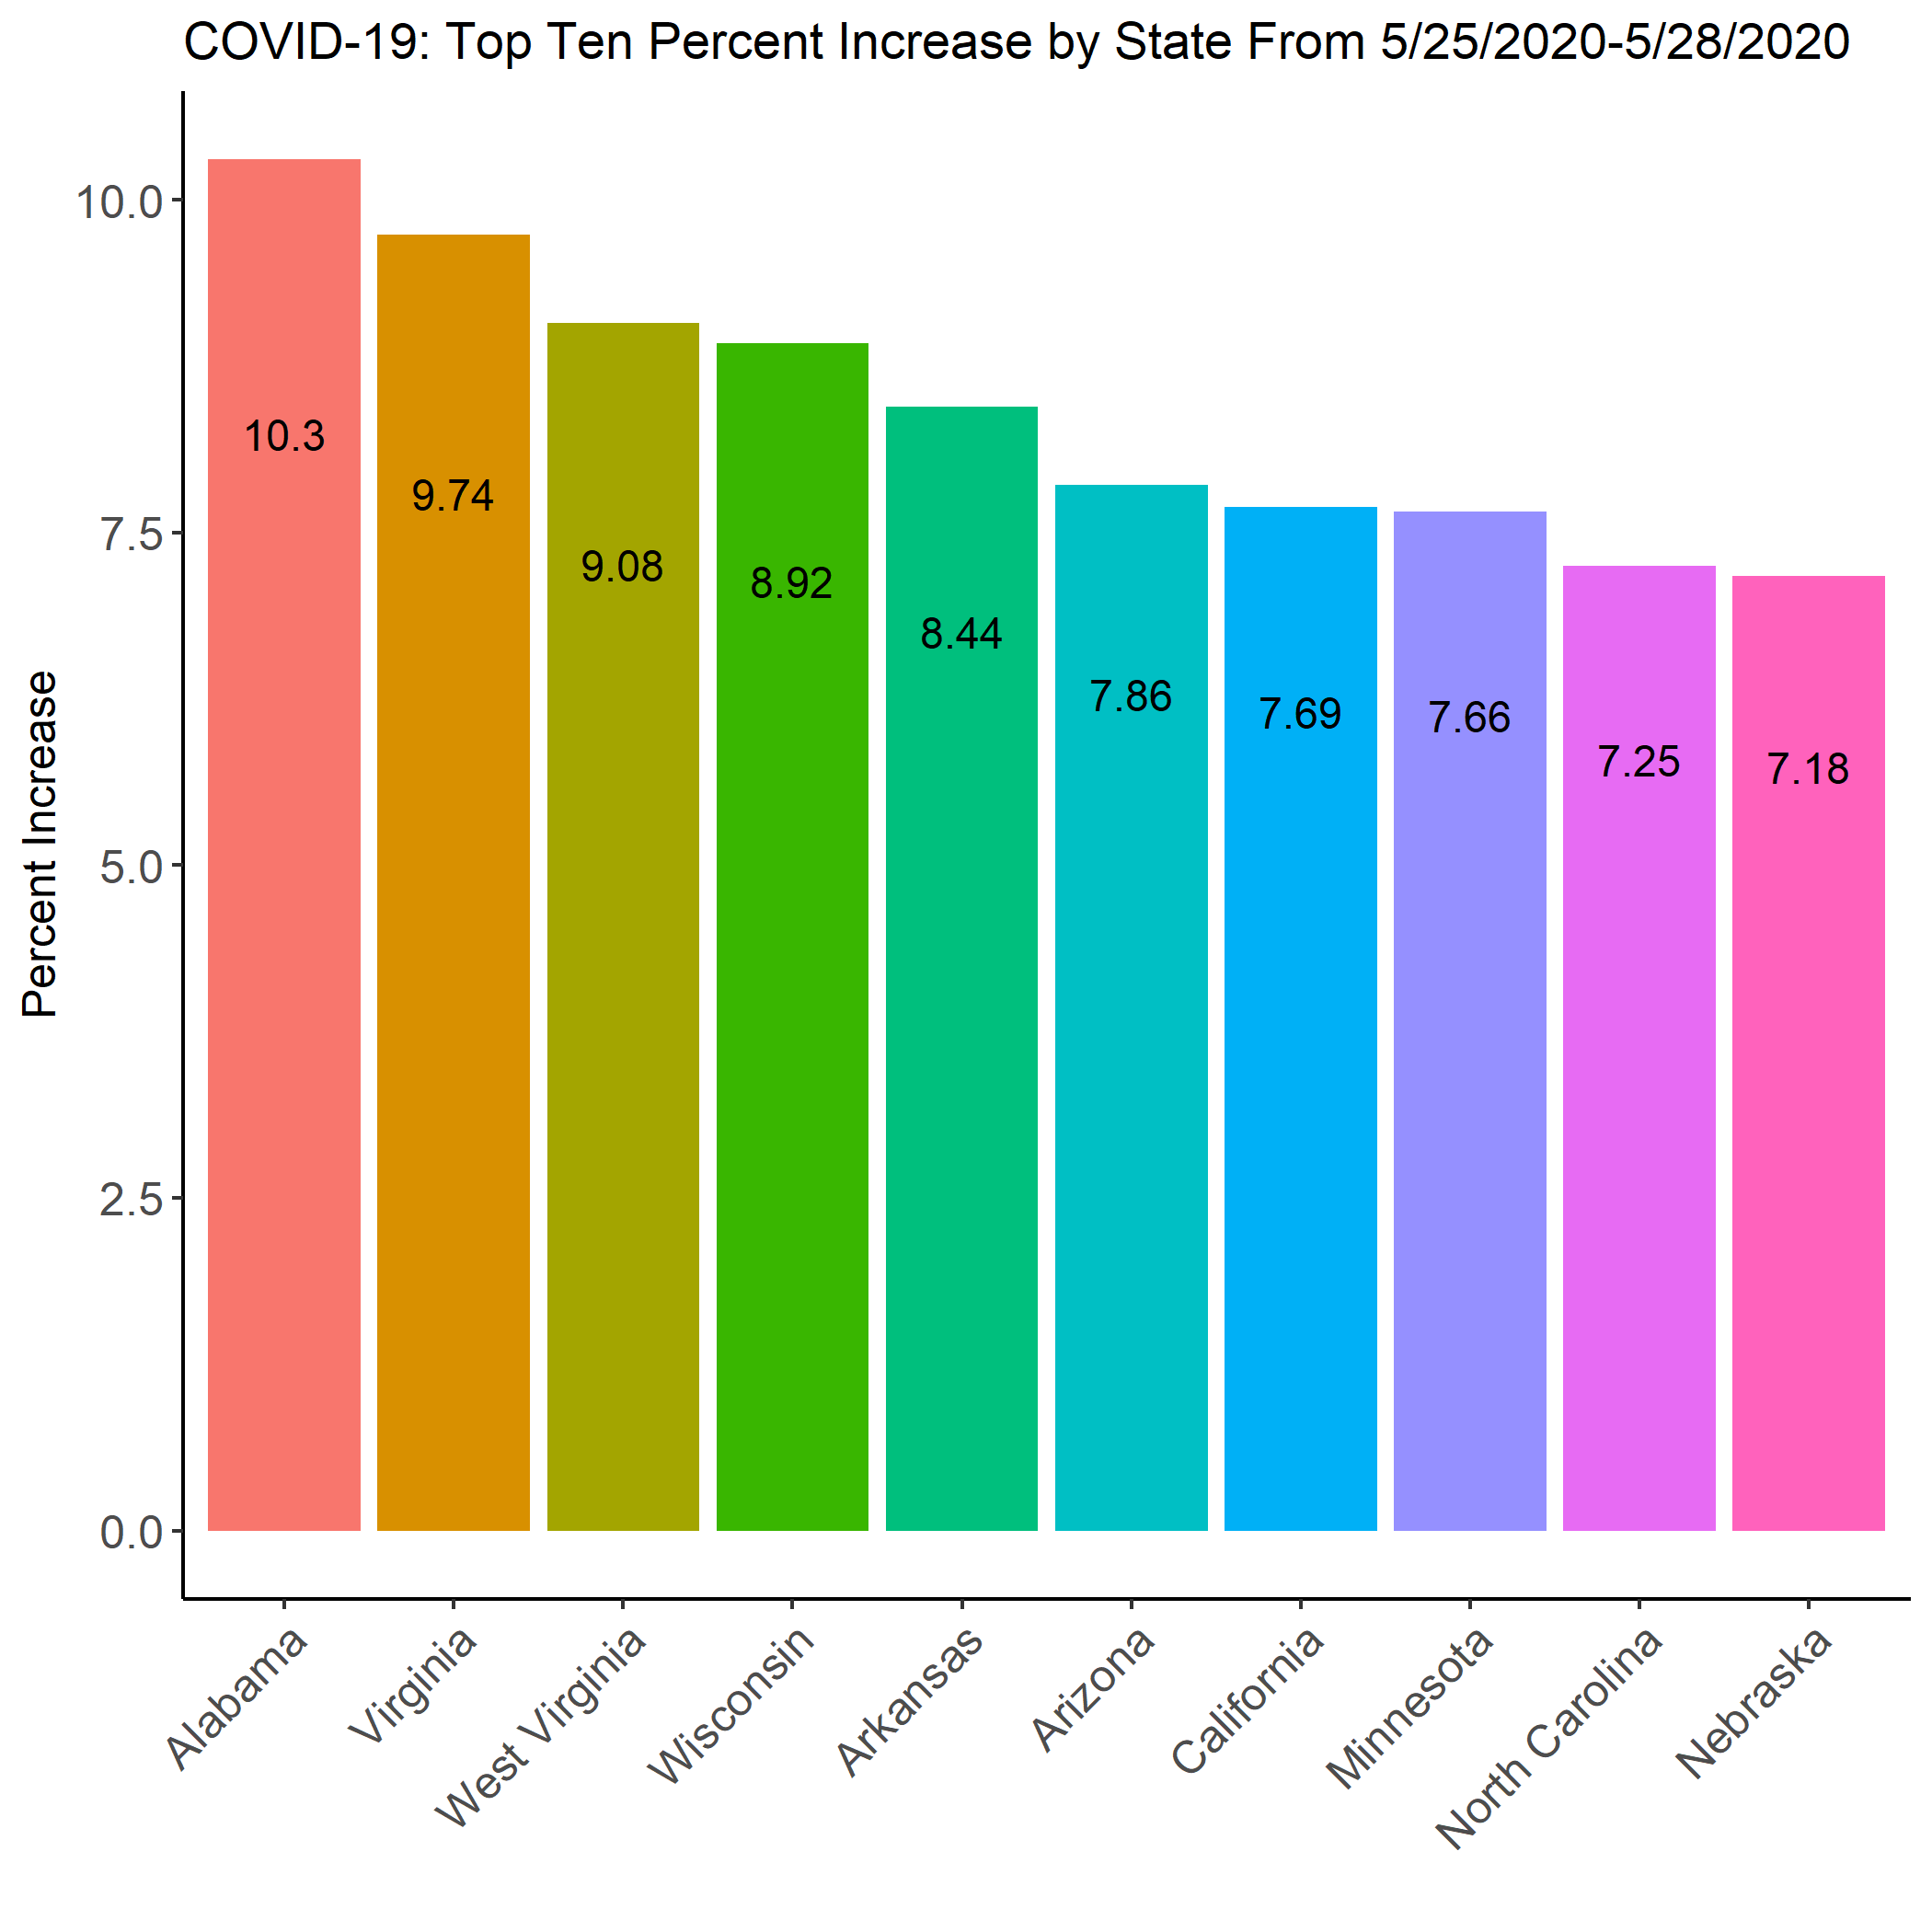 COVID-19: Top Ten Percent Increase by State From 5/25/2020-5/28/2020
Percent Increase
10.0
7.5
5.0
2.5
0.0
10.3
9.74
9.08
8.92
8.44
7.86
7.69
7.66
7.25
7.18
Alabama
Virginia
West Virginia
Wisconsin
Arkansas
Arizona
California
Minnesota
North Carolina
Nebraska